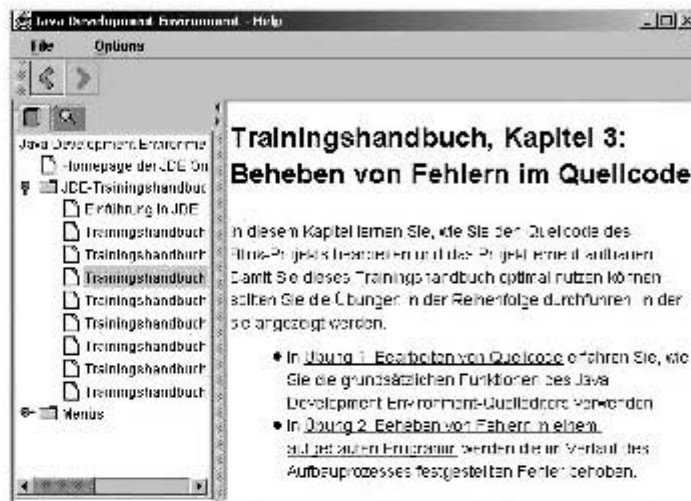 Java Development Environment - Help
File Options
Java Development Environme
Homepage der JDE On
JDE-Trainingshandbuc
Einführung in JDE
Trainingshandbuch
Trainingshandbuch
Trainingshandbuch
Trainingshandbuch
Trainingshandbuch
Trainingshandbuch
Trainingshandbuch
Trainingshandbuch
Menüs
Trainingshandbuch, Kapitel 3:
Beheben von Fehlern im Quellcode
In diesem Kapitel lernen Sie, wie Sie den Quellcode des
-Projekts bearbeiten und das Projekt erneut aufbauen
Damit Sie dieses Trainingshandbuch optimal nutzen können
sollten Sie die Übungen in der Reihenfolge durchführen, in der
sie angezeigt werden.
In Übung 1 Bearbeiten von Quellcode erfahren Sie, wie
Sie die grundsätzlichen Funktionen des Java
Development Environment-Quelleditors verwenden
In Übung 2 Beheben von Fehlern in einem
aufgebauten Programm werden die im Verlauf des
Aufbauprozesses festgestellten Fehler behoben.